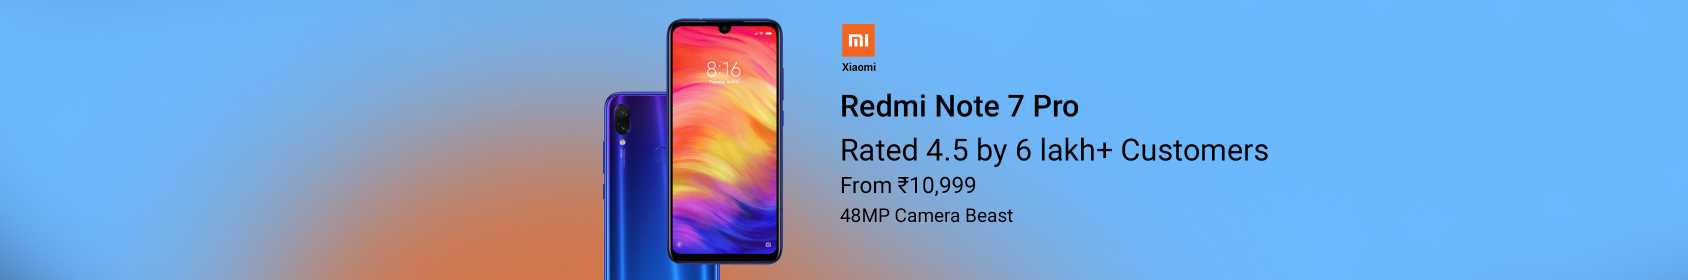 Xiaomi
Redmi Note 7 Pro
Rated 4.5 by 6 lakh+ Customers
From ₹10,999
48MP Camera Beast
8:16